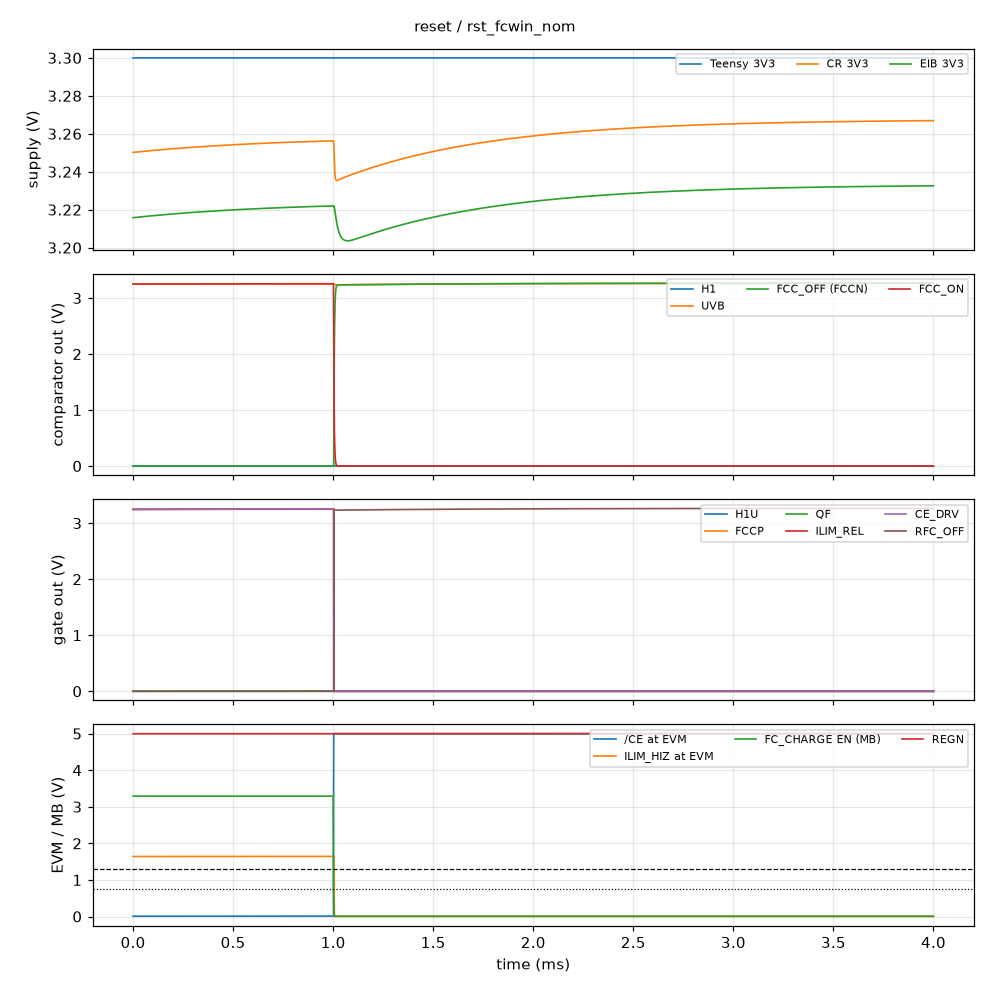 reset / rst_fcwin_nom
supply (V)
3.30
3.28
3.26
3.24
3.22
3.20
Teensy 3V3 CR 3V3 EIB 3V3
comparator out (V)
3
2
1
0
H1 FCC_OFF (FCCN) FCC_ON
UVB
gate out (V)
3
2
1
0
H1U QF CE_DRV
FCCP ILIM_REL RFC_OFF
EVM / MB (V)
5
4
3
2
1
0
/CE at EVM FC_CHARGE EN (MB) REGN
ILIM_HIZ at EVM
0.0 0.5 1.0 1.5 2.0 2.5 3.0 3.5 4.0
time (ms)